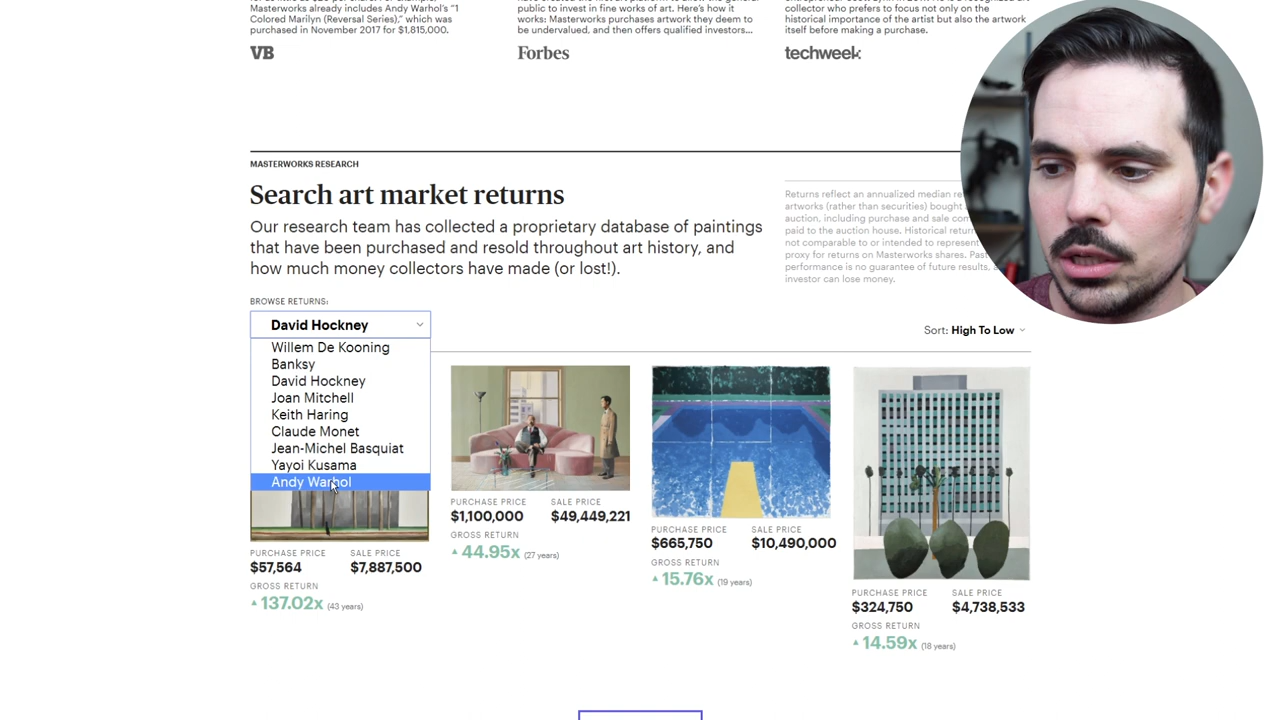 for as little as $20 per share. For example,
Masterworks already includes Andy Warhol's "1
Colored Marilyn (Reversal Series)," which was
purchased in November 2017 for $1,815,000.
VB
public to invest in fine works of art. Here's how it
works: Masterworks purchases artwork they deem to
be undervalued, and then offers qualified investors...
Forbes
collector who prefers to focus not only on the
historical importance of the artist but also the artwork
itself before making a purchase.
techweek
MASTERWORKS RESEARCH
Search art market returns
Our research team has collected a proprietary database of paintings
that have been purchased and resold throughout art history, and
how much money collectors have made (or lost!).
Returns reflect an annualized median
artworks (rather than securities) bought
auction, including purchase and sale
paid to the auction house. Historical
not comparable to or intended to represent
proxy for returns on Masterworks shares. Past
performance is no guarantee of future results,
investor can lose money.
BROWSE RETURNS:
David Hockney
Sort: High To Low
Willem De Kooning
Banksy
David Hockney
Joan Mitchell
Keith Haring
Claude Monet
Jean-Michel Basquiat
Yayoi Kusama
Andy Warhol
PURCHASE PRICE SALE PRICE
$57,564 $7,887,500
GROSS RETURN
137.02x (43 years)
PURCHASE PRICE SALE PRICE
$1,100,000 $49,449,221
GROSS RETURN
44.95x (27 years)
PURCHASE PRICE SALE PRICE
$665,750 $10,490,000
GROSS RETURN
15.76x (19 years)
PURCHASE PRICE SALE PRICE
$324,750 $4,738,533
GROSS RETURN
14.59x (18 years)